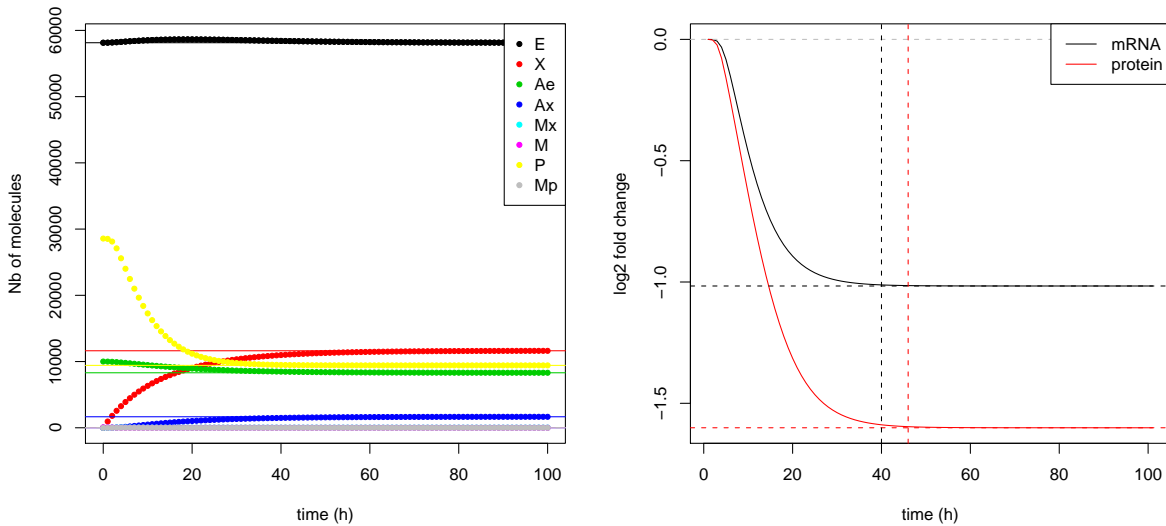 Nb of molecules
60000
50000
40000
30000
20000
10000
0
0 20 40 60 80 100
time (h)
E
X
Ae
Ax
Mx
M
P
Mp
log2 fold change
0.0
−0.5
−1.0
−1.5
0 20 40 60 80 100
time (h)
mRNA
protein